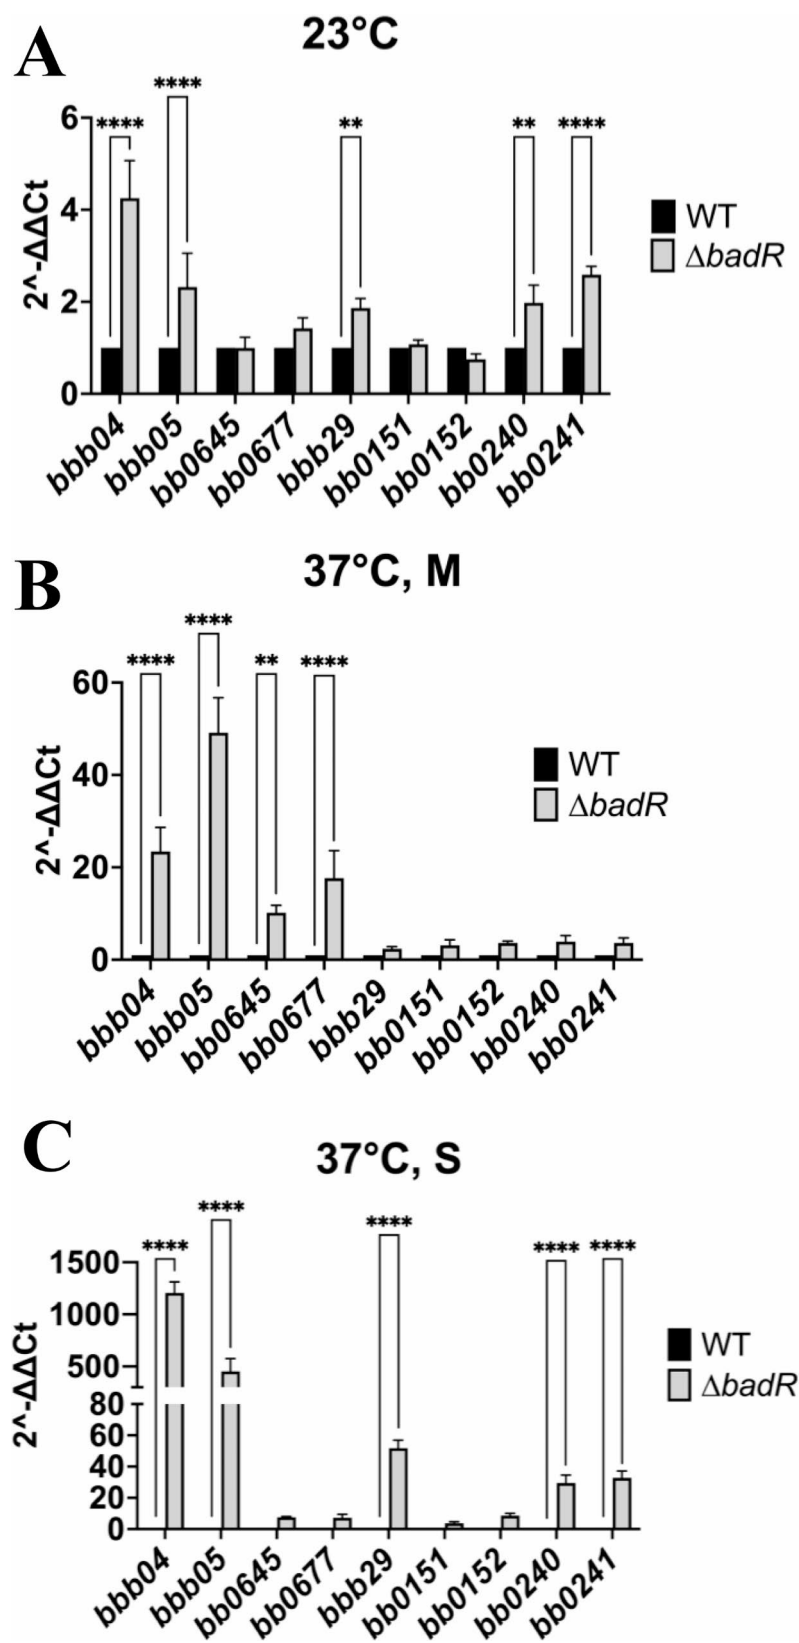 A
23°C
****
**** ** ** ****
6
4
2
0
2^-ΔΔCt
WT
ΔbadR
bbb04 bbb05 bb0645 bb0677 bbb29 bb0151 bb0152 bb0240 bb0241
B
37°C, M
****
**** ** ****
60
40
20
0
2^-ΔΔCt
WT
ΔbadR
bbb04 bbb05 bb0645 bb0677 bbb29 bb0151 bb0152 bb0240 bb0241
C
37°C, S
****
****
**** **** ****
1500
1000
500
80
60
40
20
0
2^-ΔΔCt
WT
ΔbadR
bbb04 bbb05 bb0645 bb0677 bbb29 bb0151 bb0152 bb0240 bb0241